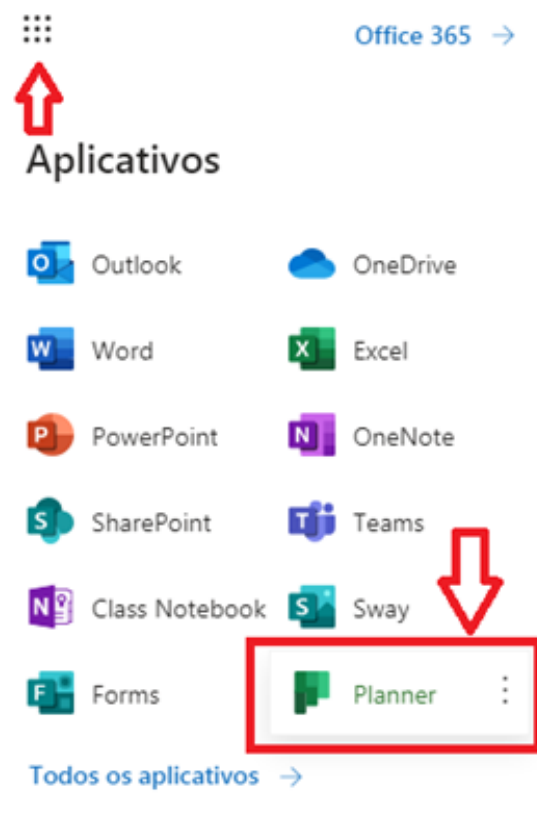 Office 365 →
Aplicativos
O Outlook OneDrive
W Word X Excel
P PowerPoint N OneNote
S SharePoint T Teams
N Class Notebook S Sway
F Forms Planner
Todos os aplicativos →